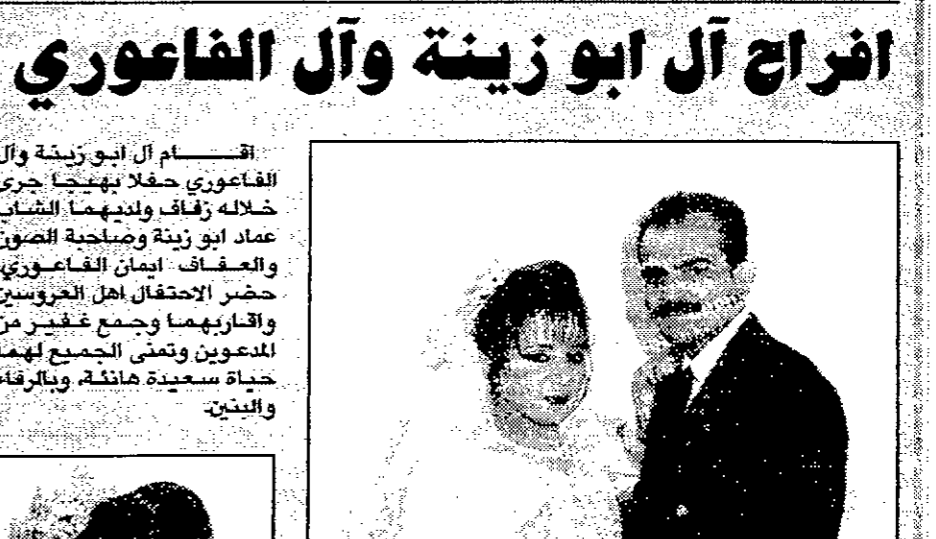 افراح آل ابو زينة وآل الفاعوري
اقـــــام آل ابو زينة وآل
الفاعوري حفلا بهيجا جرى
خلاله زفاف ولديهما الشاب
عماد ابو زينة وصاحبة الصون
والعفاف ايمان الفاعوري
حضر الاحتفال اهل العروسين
واقاربهما وجمع غفير من
المدعوين وتمنى الجميع لهما
حياة سعيدة هانئة، وبالرفاء
والبنين.